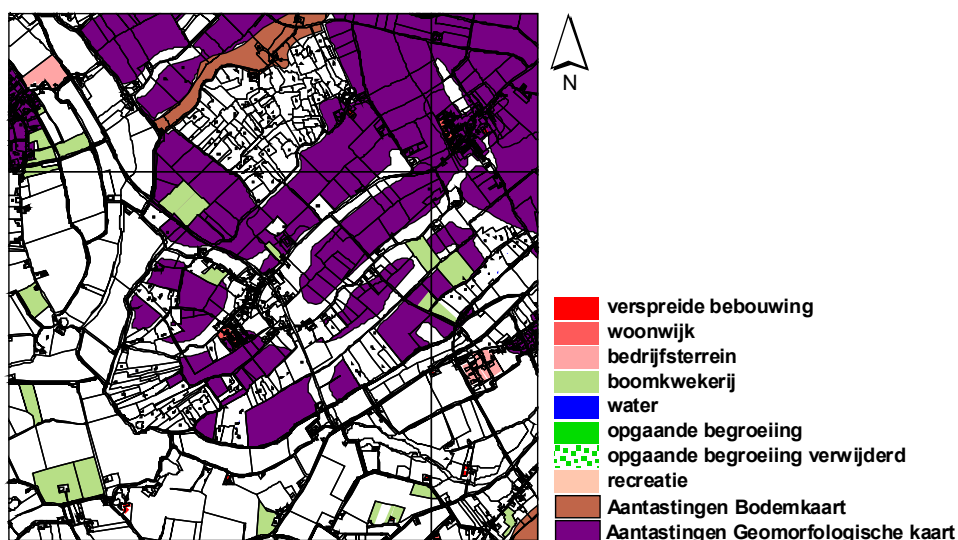 N
verspreide bebouwing
woonwijk
bedrijfsterrein
boomkwekerij
water
opgaande begroeiing
opgaande begroeiing verwijderd
recreatie
Aantastingen Bodemkaart
Aantastingen Geomorfologische kaart